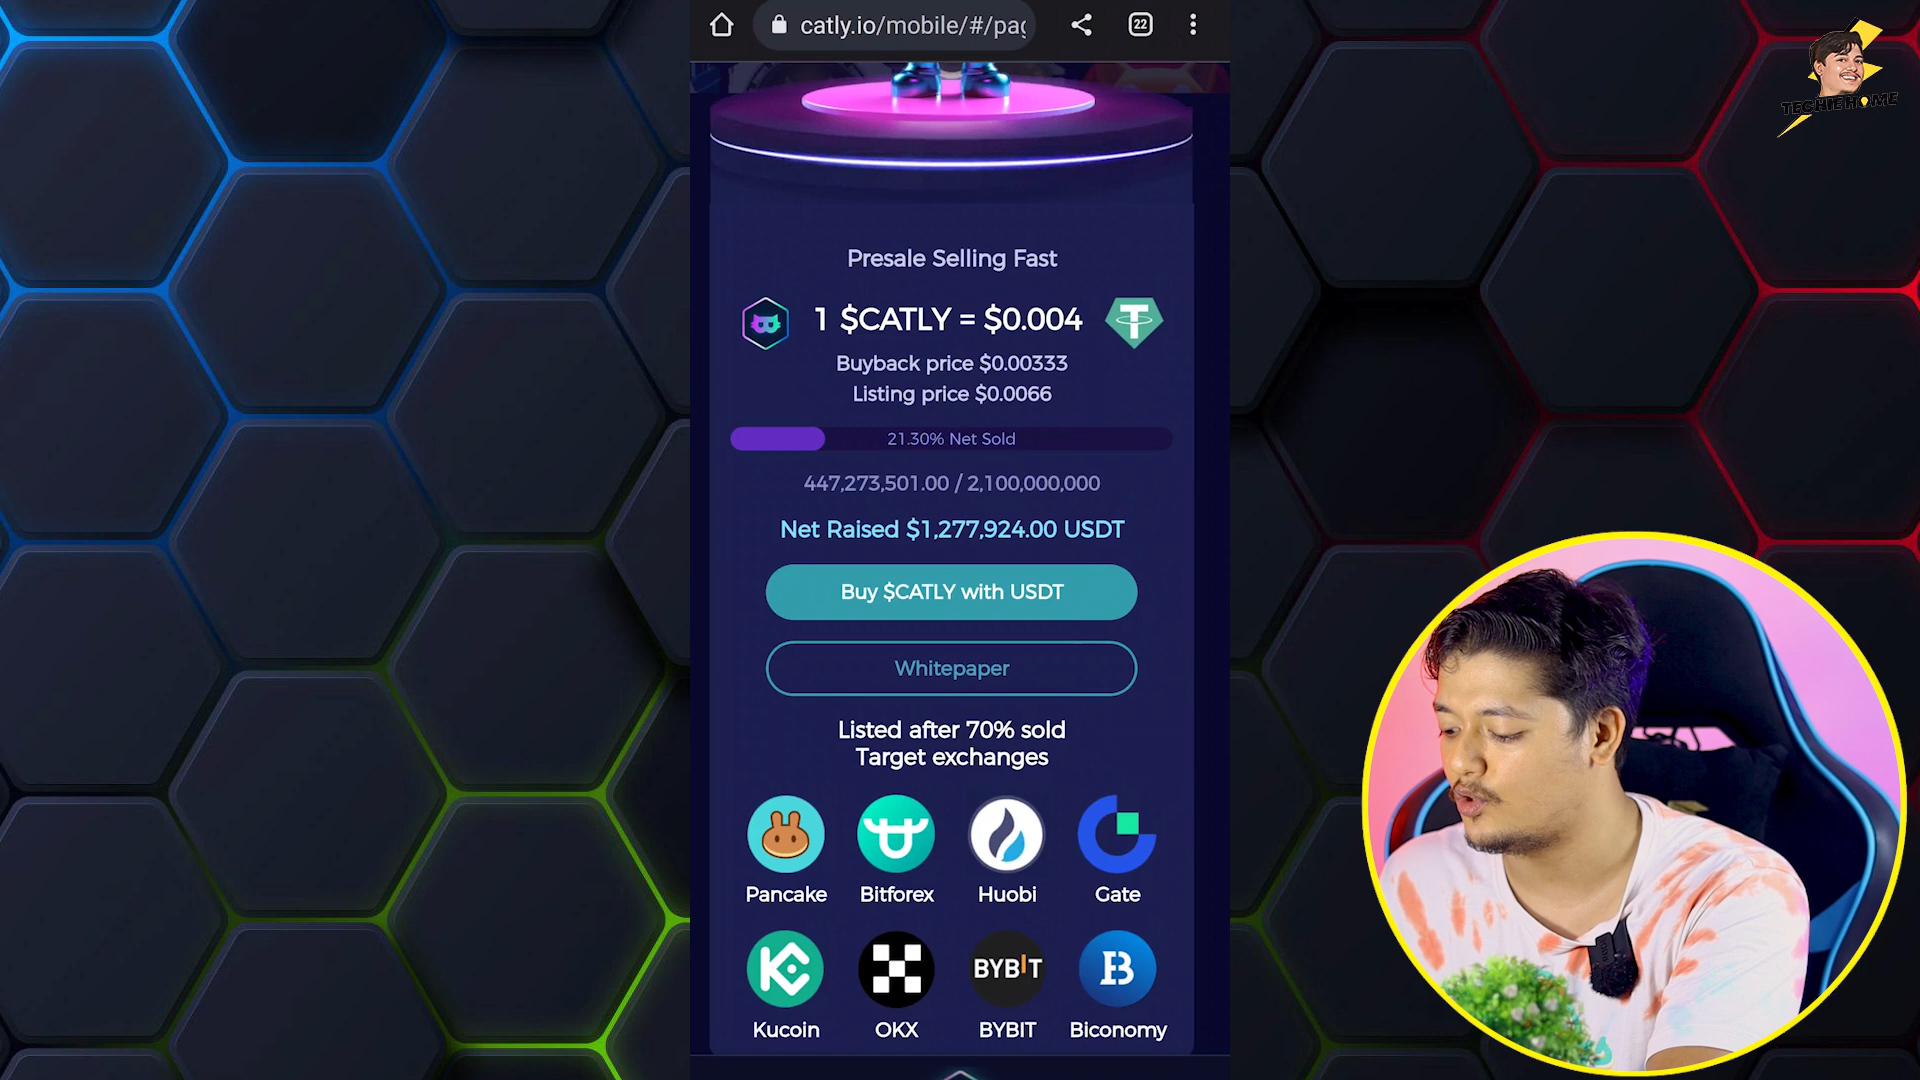 catly.io/mobile/#/pag
22
TECHIE HOME
Presale Selling Fast
1 $CATLY = $0.004
Buyback price $0.00333
Listing price $0.0066
21.30% Net Sold
447,273,501.00 / 2,100,000,000
Net Raised $1,277,924.00 USDT
Buy $CATLY with USDT
Whitepaper
Listed after 70% sold
Target exchanges
Pancake Bitforex Huobi Gate
BYBIT
Kucoin OKX BYBIT Biconomy